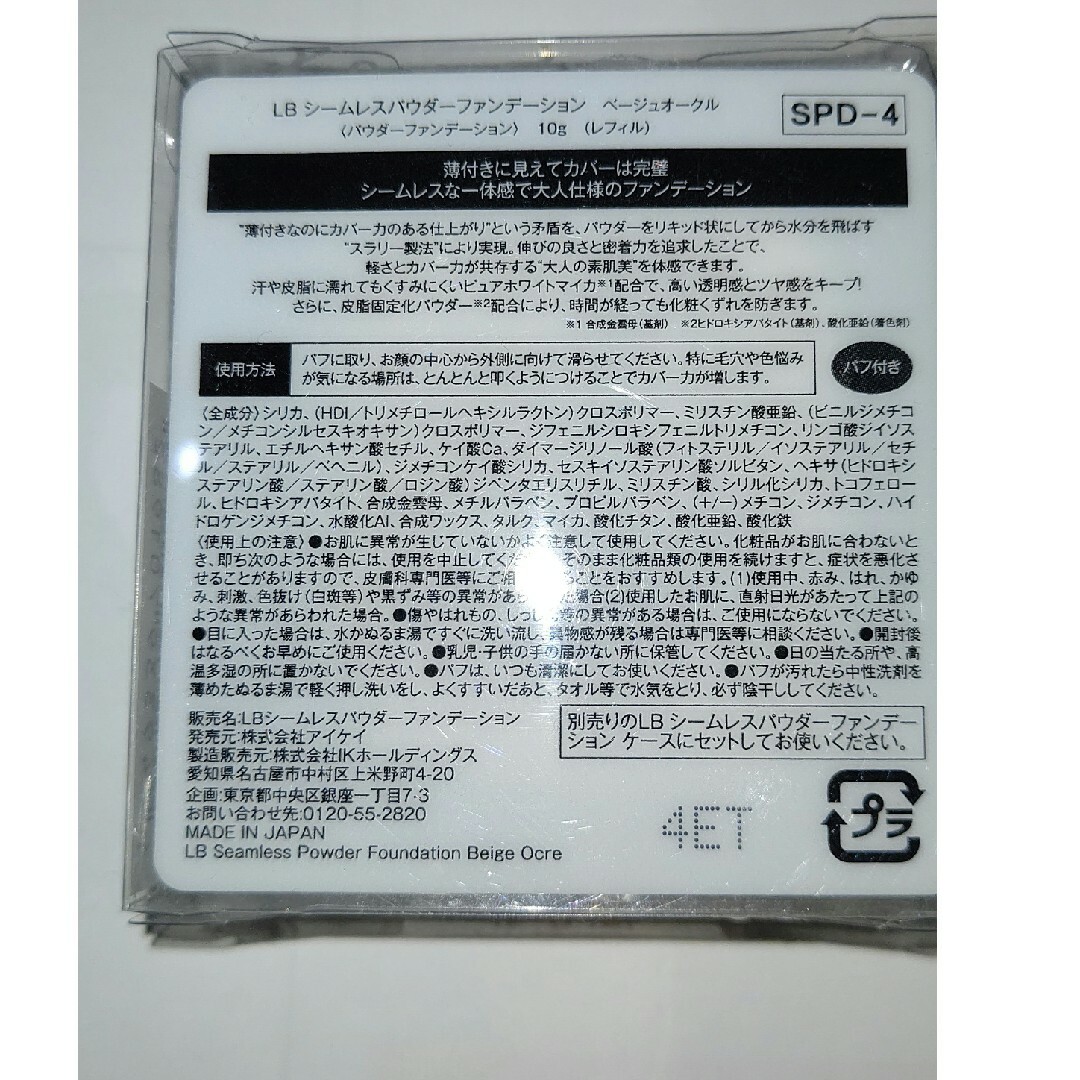 LB シームレスパウダーファンデーション ベージュオークル
〈パウダーファンデーション〉 10g (レフィル)
SPD-4
薄付きに見えてカバーは完璧
シームレスな一体感で大人仕様のファンデーション
"薄付きなのにカバー力のある仕上がり"という矛盾を、パウダーをリキッド状にしてから水分を飛ばす
"スラリー製法"により実現。伸びの良さと密着力を追求したことで、
軽さとカバー力が共存する"大人の素肌美"を体感できます。
汗や皮脂に濡れてもくすみにくいピュアホワイトマイカ※1配合で、高い透明感とツヤ感をキープ!
さらに、皮脂固定化パウダー※2配合により、時間が経っても化粧くずれを防ぎます。
※1 合成金雲母(基剤) ※2ヒドロキシアパタイト(基剤)、酸化亜鉛(着色剤)
使用方法
パフに取り、お顔の中心から外側に向けて滑らせてください。特に毛穴や色悩み
が気になる場所は、とんとんと叩くようにつけることでカバー力が増します。
パフ付き
〈全成分〉シリカ、(HDI/トリメチロールヘキシルラクトン)クロスポリマー、ミリスチン酸亜鉛、(ビニルジメチコ
ン/メチコンシルセスキオキサン)クロスポリマー、ジフェニルシロキシフェニルトリメチコン、リンゴ酸ジイソス
テアリル、エチルヘキサン酸セチル、ケイ酸Ca、ダイマージリノール酸(フィトステリル/イソステアリル/セチ
ル/ステアリル/ベヘニル)、ジメチコンケイ酸シリカ、セスキイソステアリン酸ソルビタン、ヘキサ(ヒドロキシ
ステアリン酸/ステアリン酸/ロジン酸)ジペンタエリスリチル、ミリスチン酸、シリル化シリカ、トコフェロー
ル、ヒドロキシアパタイト、合成金雲母、メチルパラベン、プロピルパラベン、(+/−)メチコン、ジメチコン、ハイ
ドロゲンジメチコン、水酸化Al、合成ワックス、タルク、マイカ、酸化チタン、酸化亜鉛、酸化鉄
〈使用上の注意〉●お肌に異常が生じていないかよく注意して使用してください。化粧品がお肌に合わないと
き、即ち次のような場合には、使用を中止してくだ そのまま化粧品類の使用を続けますと、症状を悪化さ
せることがありますので、皮膚科専門医等にご相 ることをおすすめします。(1)使用中、赤み、はれ、かゆ
み、刺激、色抜け(白斑等)や黒ずみ等の異常があら た場合(2)使用したお肌に、直射日光があたって上記の
ような異常があらわれた場合。●傷やはれもの、しっしん等の異常がある場合は、ご使用にならないでください。
●目に入った場合は、水かぬるま湯ですぐに洗い流し、異物感が残る場合は専門医等に相談ください。●開封後
はなるべくお早めにご使用ください。●乳児・子供の手の届かない所に保管してください。●日の当たる所や、高
温多湿の所に置かないでください。●パフは、いつも清潔にしてお使いください。●パフが汚れたら中性洗剤を
薄めたぬるま湯で軽く押し洗いをし、よくすすいだあと、タオル等で水気をとり、必ず陰干ししてください。
販売名:LBシームレスパウダーファンデーション
発売元:株式会社アイケイ
製造販売元:株式会社IKホールディングス
愛知県名古屋市中村区上米野町4-20
企画:東京都中央区銀座一丁目7-3
お問い合わせ先:0120-55-2820
MADE IN JAPAN
LB Seamless Powder Foundation Beige Ocre
別売りのLB シームレスパウダーファンデー
ション ケースにセットしてお使いください。
4ET
プラ